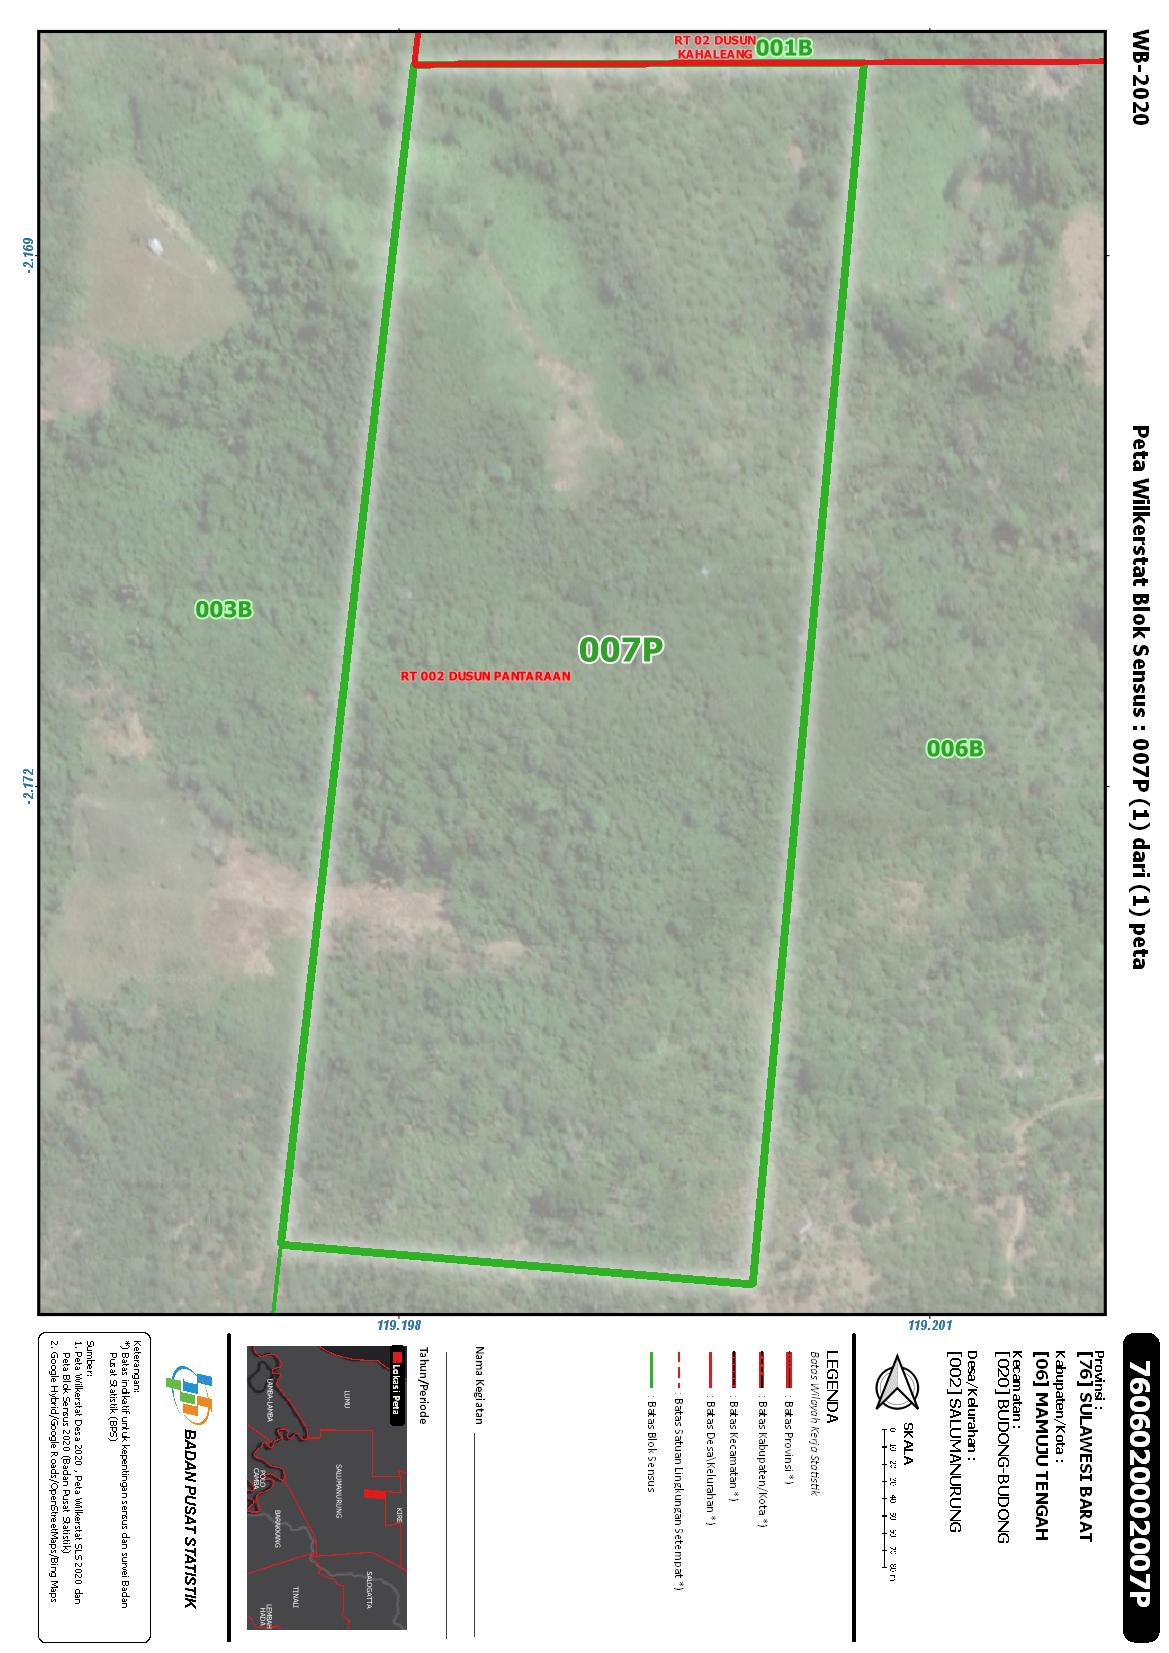 WB-2020
Peta Wilkerstat Blok Sensus : 007P (1) dari (1) peta
7606020002007P
RT 02 DUSUN
KAHALEANG
001B
003B
007P
RT 002 DUSUN PANTARAAN
006B
-2.169
-2.172
119.198
119.201
Provinsi :
[76] SULAWESI BARAT
Kabupaten/Kota :
[06] MAMUJU TENGAH
Kecamatan :
[020] BUDONG-BUDONG
Desa/Kelurahan :
[002] SALUMANURUNG
SKALA
0 10 20 30 40 50 60 70 80 m
LEGENDA
Batas Wilayah Kerja Statistik
: Batas Provinsi *)
: Batas Kabupaten/Kota *)
: Batas Kecamatan *)
: Batas Desa\Kelurahan *)
: Batas Satuan Lingkungan Setempat *)
: Batas Blok Sensus
Nama Kegiatan
Tahun/Periode
Lokasi Peta
LUMU
KIRE
SALUMANURUNG
SALOGATTA
LAMBA-LAMBA
POLO
CAMBA
BARAKKANG
TINALI
LEMBAH
HADA
BADAN PUSAT STATISTIK
Keterangan:
*) Batas indikatif untuk kepentingan sensus dan survei Badan
Pusat Statistik (BPS)
Sumber:
1. Peta Wilkerstat Desa 2020 , Peta Wilkerstat SLS 2020 dan
Peta Blok Sensus 2020 (Badan Pusat Statistik)
2. Google Hybrid/Google Roads/OpenStreetMaps/Bing Maps